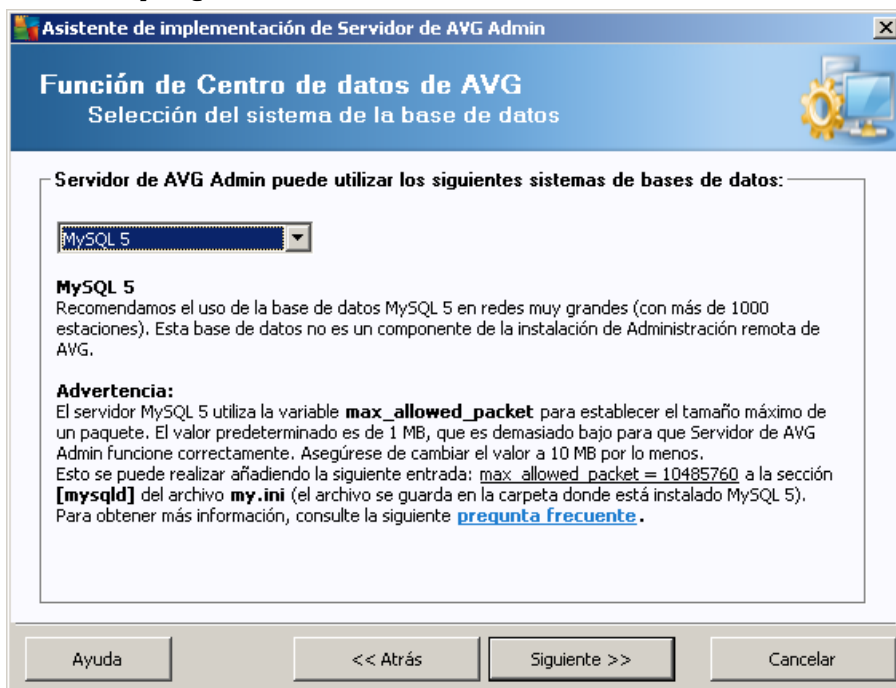 Asistente de implementación de Servidor de AVG Admin
Función de Centro de datos de AVG
Selección del sistema de la base de datos
Servidor de AVG Admin puede utilizar los siguientes sistemas de bases de datos:
MySQL 5
MySQL 5
Recomendamos el uso de la base de datos MySQL 5 en redes muy grandes (con más de 1000
estaciones). Esta base de datos no es un componente de la instalación de Administración remota de
AVG.
Advertencia:
El servidor MySQL 5 utiliza la variable max_allowed_packet para establecer el tamaño máximo de
un paquete. El valor predeterminado es de 1 MB, que es demasiado bajo para que Servidor de AVG
Admin funcione correctamente. Asegúrese de cambiar el valor a 10 MB por lo menos.
Esto se puede realizar añadiendo la siguiente entrada: max_allowed_packet = 10485760 a la sección
[mysqld] del archivo my.ini (el archivo se guarda en la carpeta donde está instalado MySQL 5).
Para obtener más información, consulte la siguiente pregunta frecuente.
Ayuda
<< Atrás
Siguiente >>
Cancelar